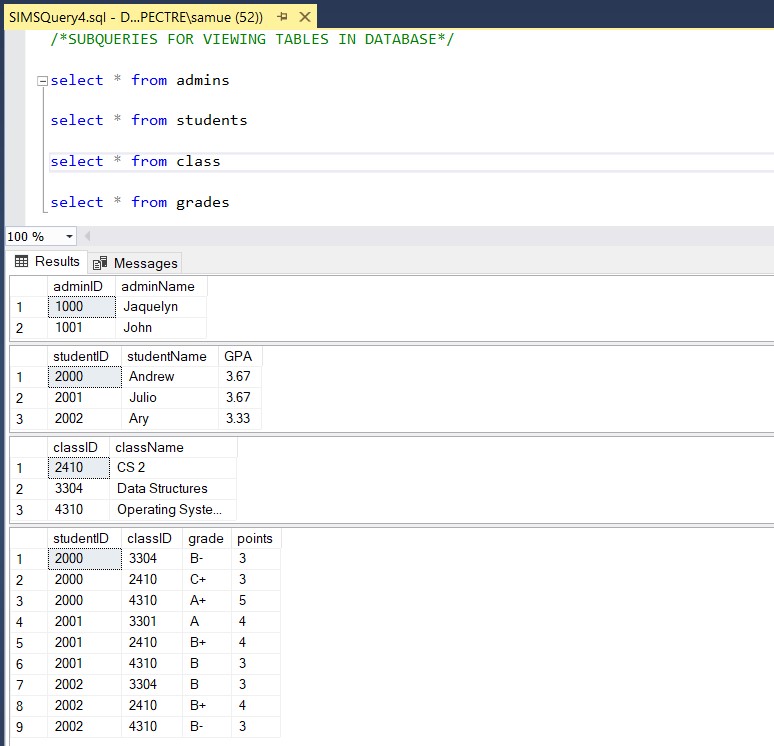 SIMSQuery4.sql - D...PECTRE\samue (52))
/*SUBQUERIES FOR VIEWING TABLES IN DATABASE*/
select * from admins
select * from students
select * from class
select * from grades
100 %
Results Messages
adminID adminName
1 1000 Jaquelyn
2 1001 John
studentID studentName GPA
1 2000 Andrew 3.67
2 2001 Julio 3.67
3 2002 Ary 3.33
classID className
1 2410 CS 2
2 3304 Data Structures
3 4310 Operating Syste...
studentID classID grade points
1 2000 3304 B- 3
2 2000 2410 C+ 3
3 2000 4310 A+ 5
4 2001 3301 A 4
5 2001 2410 B+ 4
6 2001 4310 B 3
7 2002 3304 B 3
8 2002 2410 B+ 4
9 2002 4310 B- 3